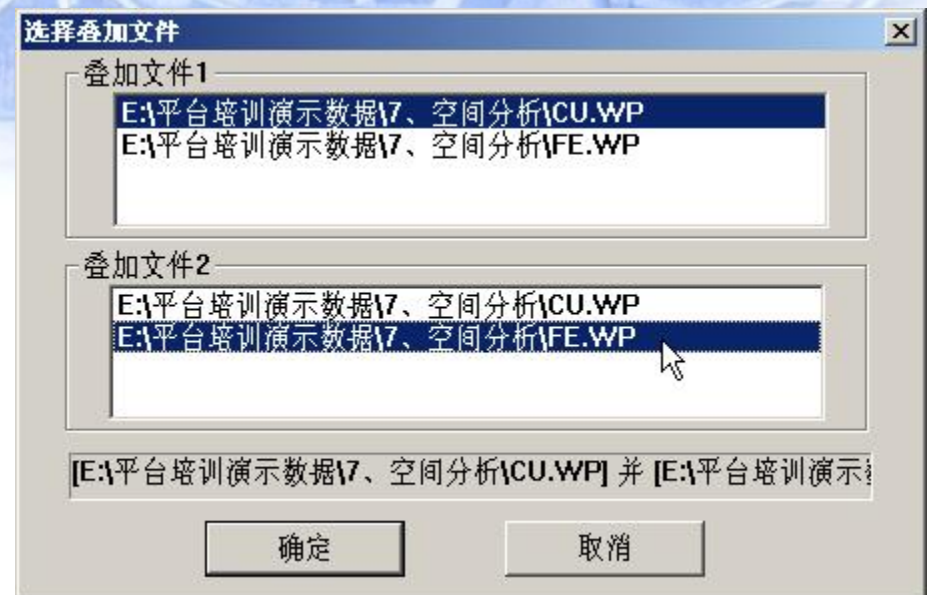 选择叠加文件
叠加文件1
E:\平台培训演示数据\7、空间分析\CU.WP
E:\平台培训演示数据\7、空间分析\FE.WP
叠加文件2
E:\平台培训演示数据\7、空间分析\CU.WP
E:\平台培训演示数据\7、空间分析\FE.WP
[E:\平台培训演示数据\7、空间分析\CU.WP] 并 [E:\平台培训演示
确定
取消